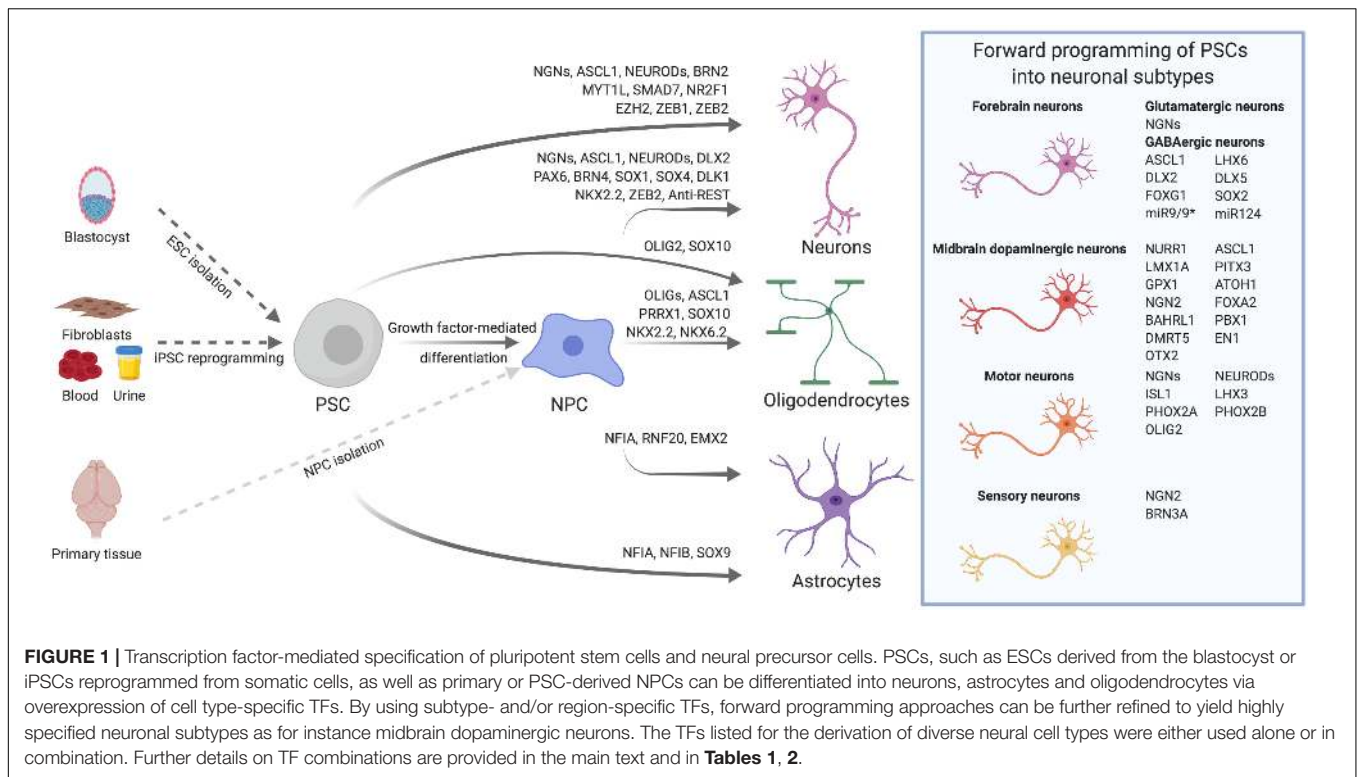 NGNs, ASCL1, NEURODs, BRN2
MYT1L, SMAD7, NR2F1
EZH2, ZEB1, ZEB2
NGNs, ASCL1, NEURODs, DLX2
PAX6, BRN4, SOX1, SOX4, DLK1
NKX2.2, ZEB2, Anti-REST
Neurons
Blastocyst
ESC isolation
OLIG2, SOX10
Fibroblasts
iPSC reprogramming
Blood Urine
Growth factor-mediated
differentiation
OLIGs, ASCL1
PRRX1, SOX10
NKX2.2, NKX6.2
PSC
NPC
Oligodendrocytes
NPC isolation
NFIA, RNF20, EMX2
Primary tissue
NFIA, NFIB, SOX9
Astrocytes
Forward programming of PSCs
into neuronal subtypes
Forebrain neurons
Glutamatergic neurons
NGNs
GABAergic neurons
ASCL1 LHX6
DLX2 DLX5
FOXG1 SOX2
miR9/9* miR124
Midbrain dopaminergic neurons
NURR1 ASCL1
LMX1A PITX3
GPX1 ATOH1
NGN2 FOXA2
BAHRL1 PBX1
DMRT5 EN1
OTX2
Motor neurons
NGNs NEURODs
ISL1 LHX3
PHOX2A PHOX2B
OLIG2
Sensory neurons
NGN2
BRN3A
FIGURE 1 | Transcription factor-mediated specification of pluripotent stem cells and neural precursor cells. PSCs, such as ESCs derived from the blastocyst or
iPSCs reprogrammed from somatic cells, as well as primary or PSC-derived NPCs can be differentiated into neurons, astrocytes and oligodendrocytes via
overexpression of cell type-specific TFs. By using subtype- and/or region-specific TFs, forward programming approaches can be further refined to yield highly
specified neuronal subtypes as for instance midbrain dopaminergic neurons. The TFs listed for the derivation of diverse neural cell types were either used alone or in
combination. Further details on TF combinations are provided in the main text and in Tables 1, 2.